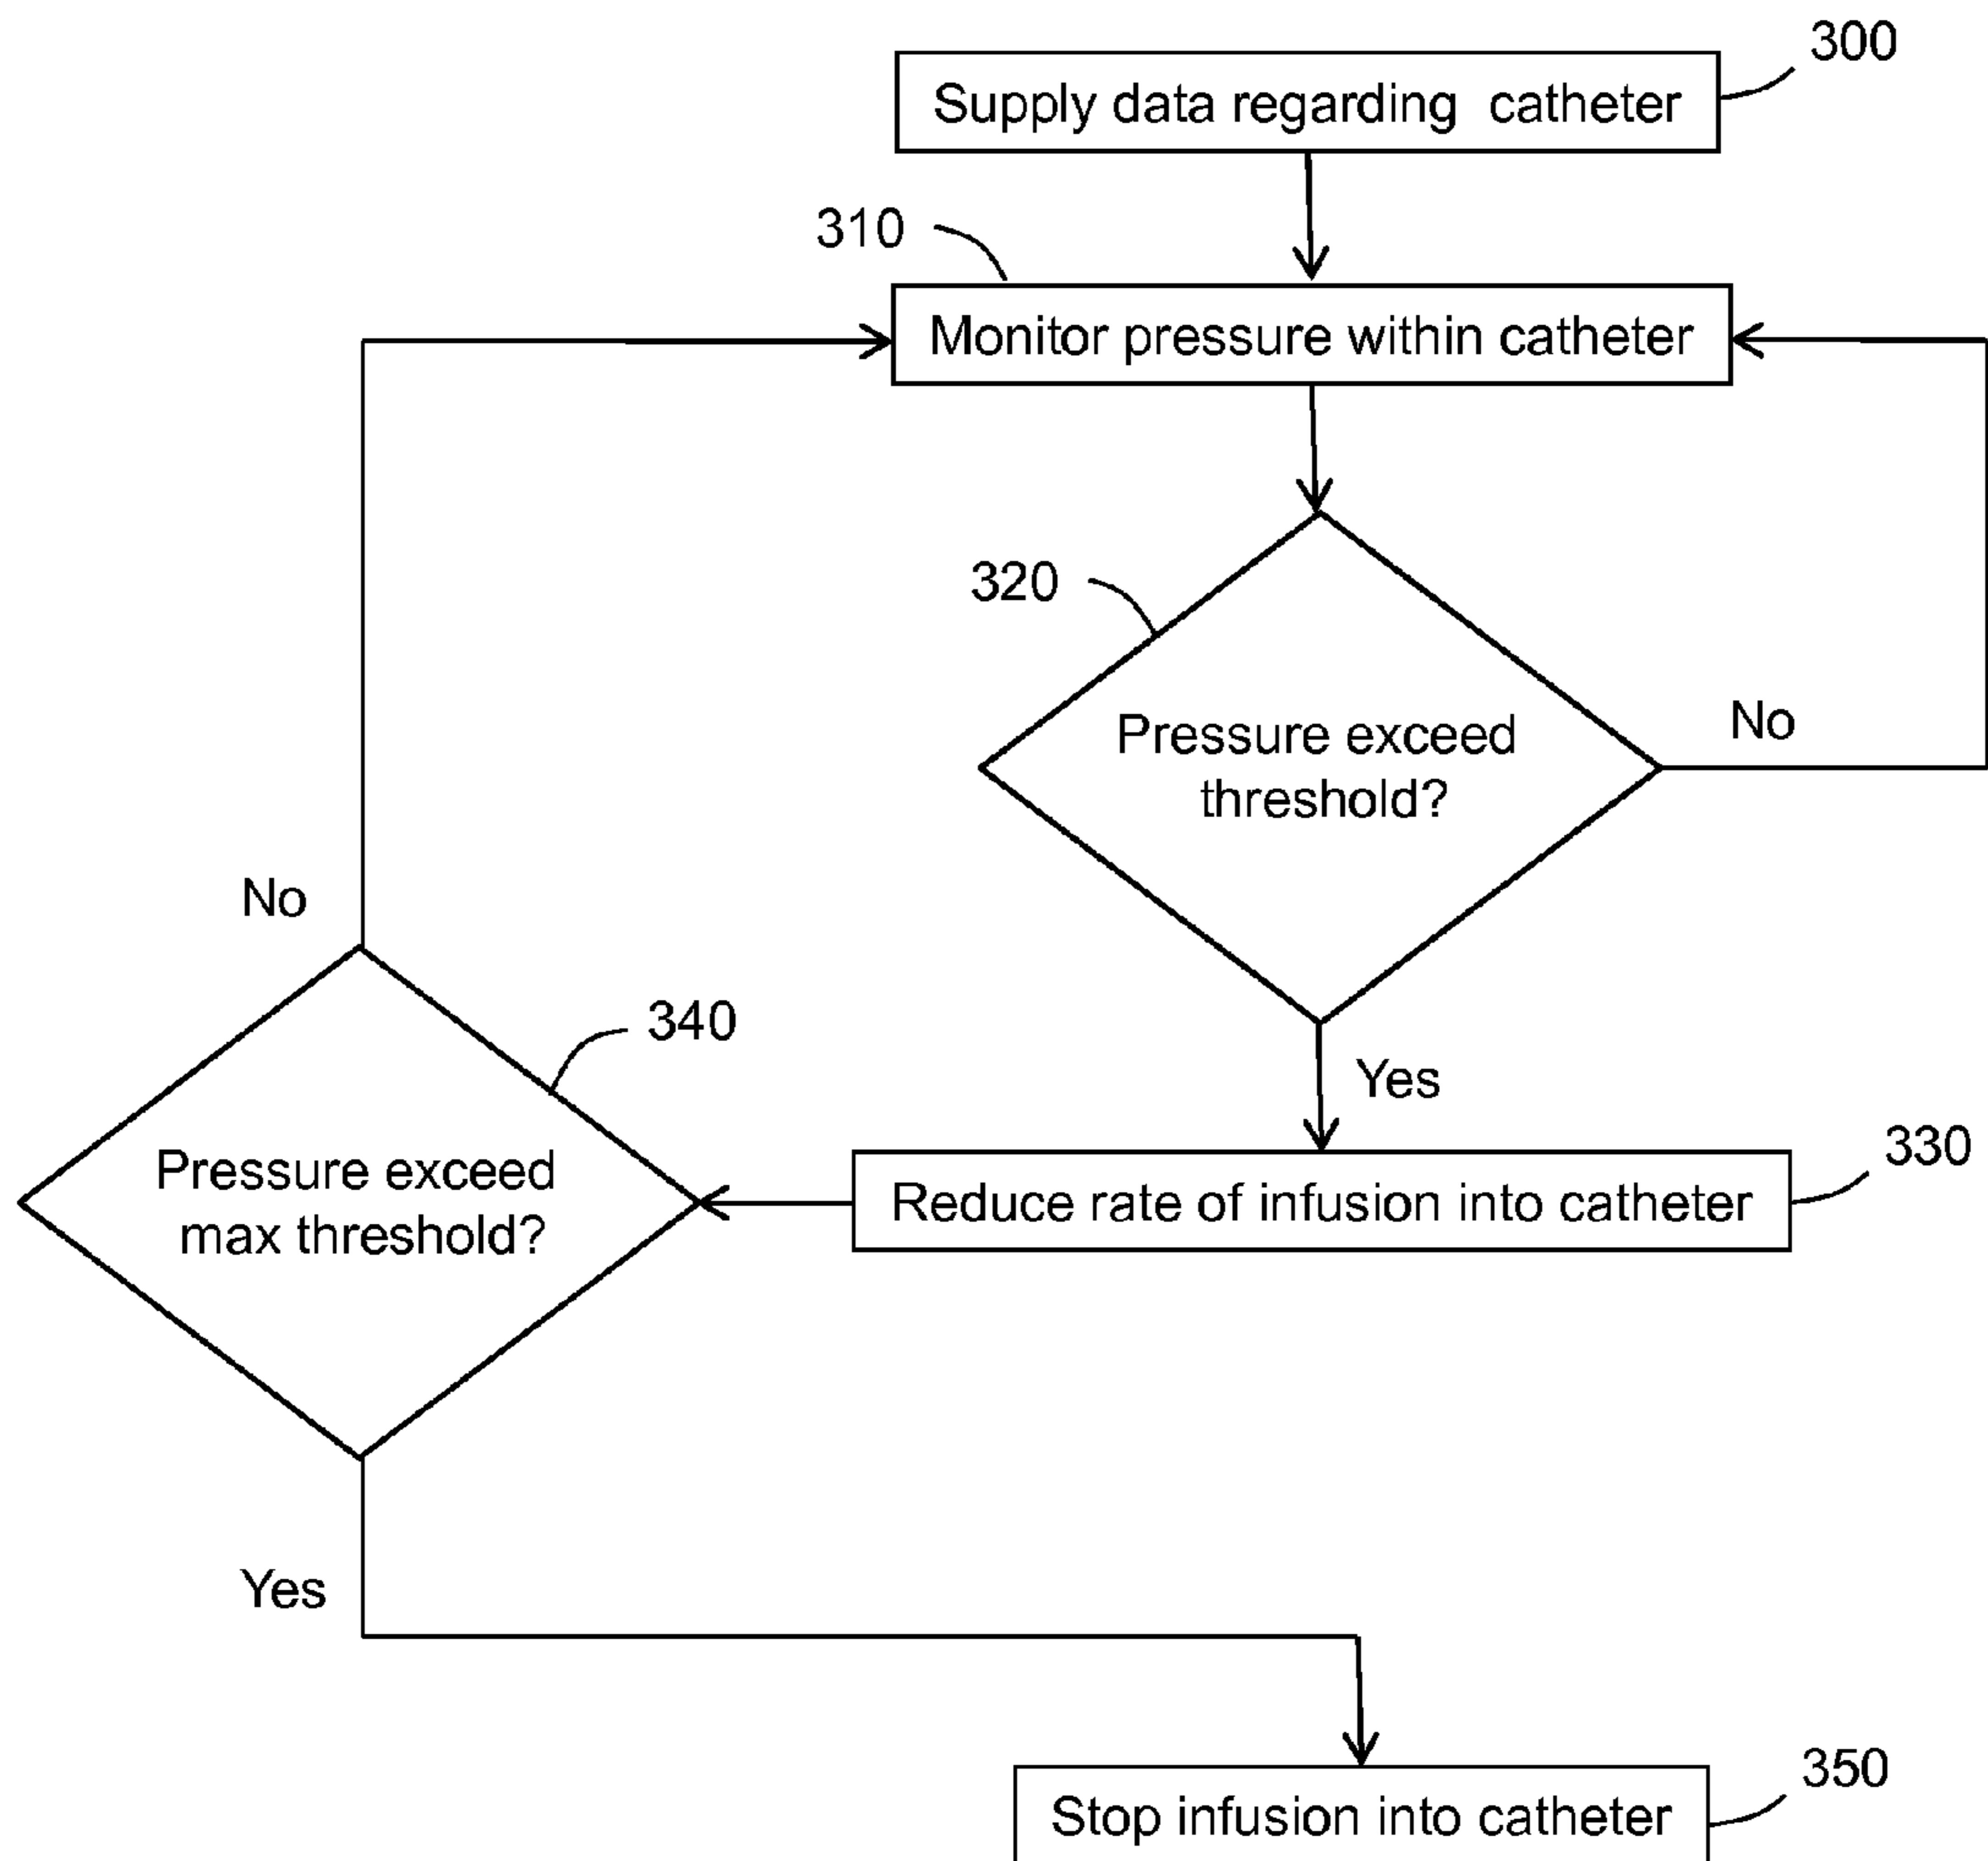 300
Supply data regarding catheter
310
Monitor pressure within catheter
320
Pressure exceed
threshold?
No
No
340
Yes
Pressure exceed
max threshold?
330
Reduce rate of infusion into catheter
Yes
350
Stop infusion into catheter